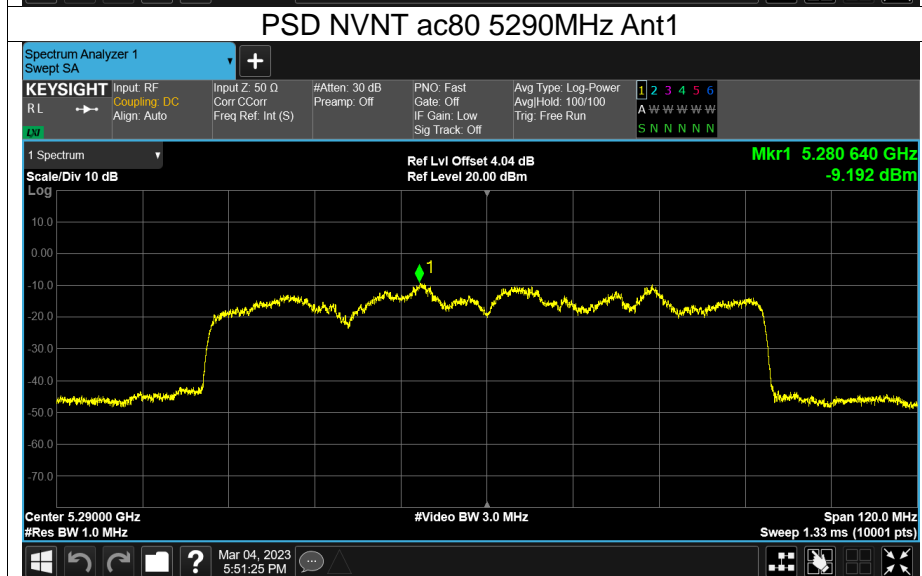 PSD NVNT ac80 5290MHz Ant1
Spectrum Analyzer 1
Swept SA
▼
+
KEYSIGHT
RL
LXI
Input: RF
Coupling: DC
Align: Auto
Input Z: 50 Ω
Corr CCorr
Freq Ref: Int (S)
#Atten: 30 dB
Preamp: Off
PNO: Fast
Gate: Off
IF Gain: Low
Sig Track: Off
Avg Type: Log-Power
Avg|Hold: 100/100
Trig: Free Run
1 2 3 4 5 6
A W W W W W
S N N N N N
1 Spectrum ▼
Scale/Div 10 dB
Log
Ref Lvl Offset 4.04 dB
Ref Level 20.00 dBm
Mkr1 5.280 640 GHz
-9.192 dBm
10.0
0.00
-10.0
-20.0
-30.0
-40.0
-50.0
-60.0
-70.0
1
Center 5.29000 GHz
#Res BW 1.0 MHz
#Video BW 3.0 MHz
Span 120.0 MHz
Sweep 1.33 ms (10001 pts)
?
Mar 04, 2023
5:51:25 PM